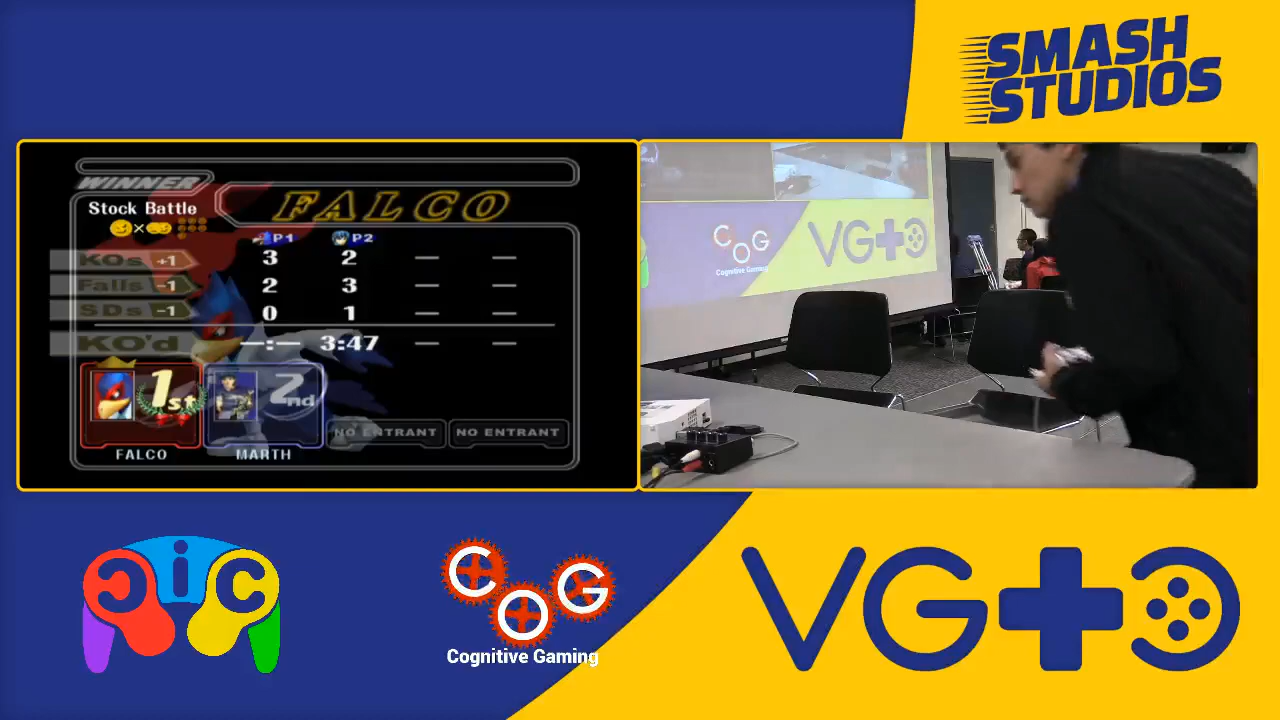 SMASH
STUDIOS
WINNER
FALCO
Stock Battle
P1 P2
KOs +1 3 2 — —
Falls -1 2 3 — —
SDs -1 0 1 — —
KO'd —:— 3:47 — —
1st 2nd NO ENTRANT NO ENTRANT
FALCO MARTH
COG
Cognitive Gaming
VG
cic
COG
Cognitive Gaming
VG